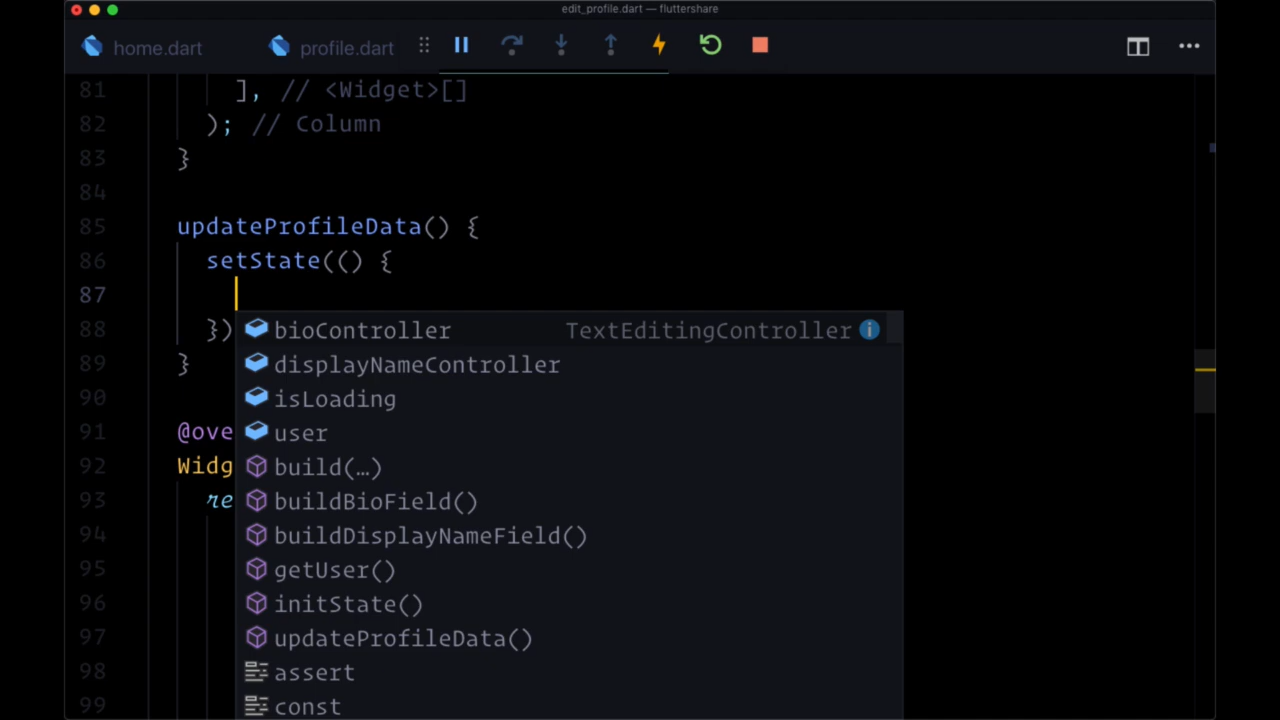 edit_profile.dart — fluttershare
home.dart profile.dart
81 ], // <Widget>[]
82 ); // Column
83 }
84
85 updateProfileData() {
86 setState(() {
87
88 })
bioController TextEditingController
89 }
displayNameController
90
isLoading
91 @ove
user
92 Widg
build(…)
93 re
buildBioField()
94
buildDisplayNameField()
95
getUser()
96
initState()
97
updateProfileData()
98
assert
99
const